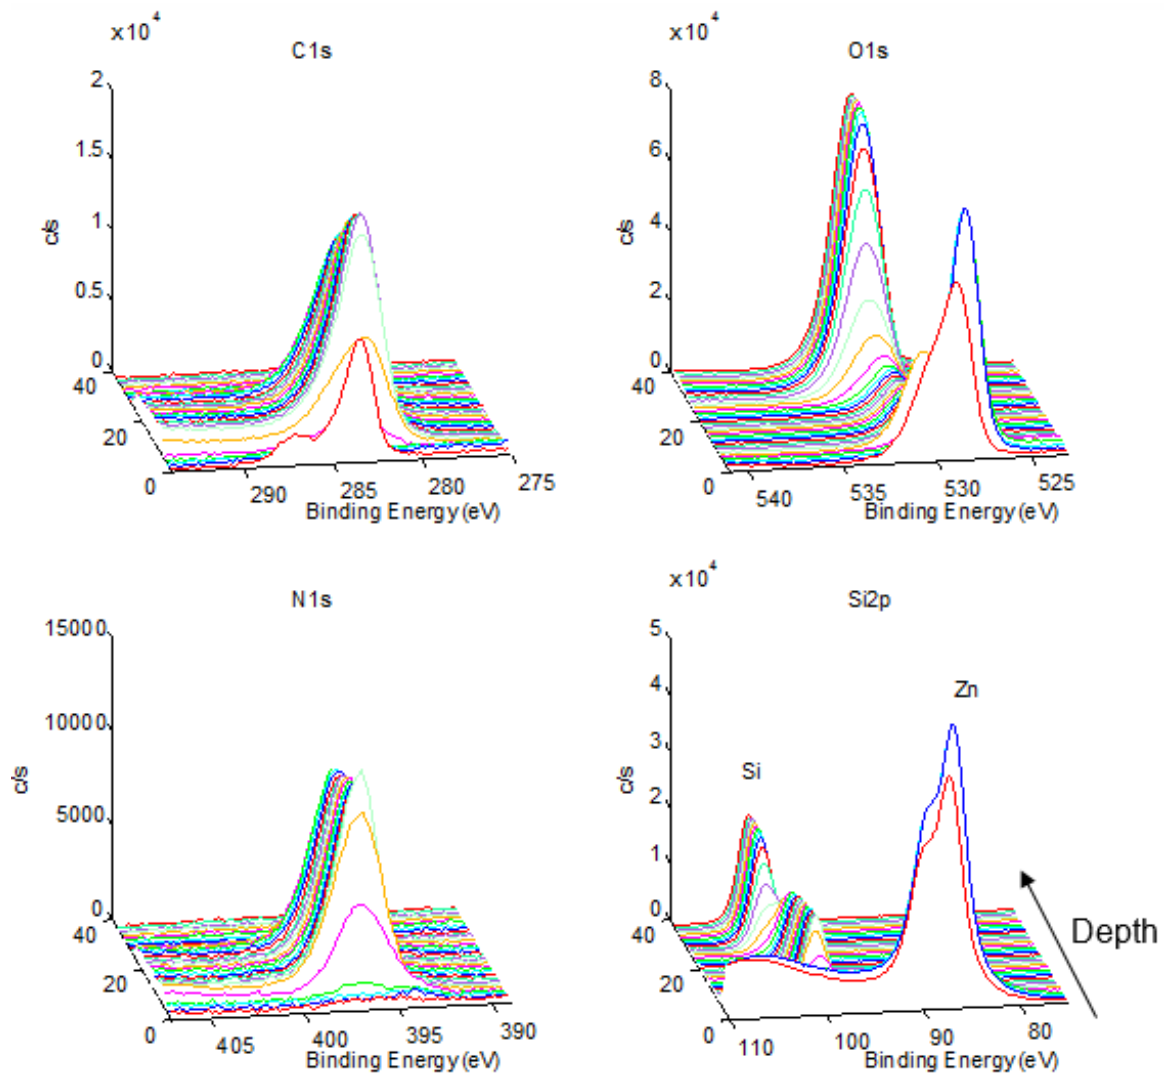 x10⁴
C1s
2
1.5
1
0.5
0
c/s
40
20
0
290
285
280
275
Binding Energy (eV)
x10⁴
O1s
8
6
4
2
0
c/s
40
20
0
540
535
530
525
Binding Energy (eV)
N1s
15000
10000
5000
0
c/s
40
20
0
405
400
395
390
Binding Energy (eV)
x10⁴
Si2p
5
4
3
2
1
0
c/s
Zn
Si
40
20
0
110
100
90
80
Binding Energy (eV)
Depth